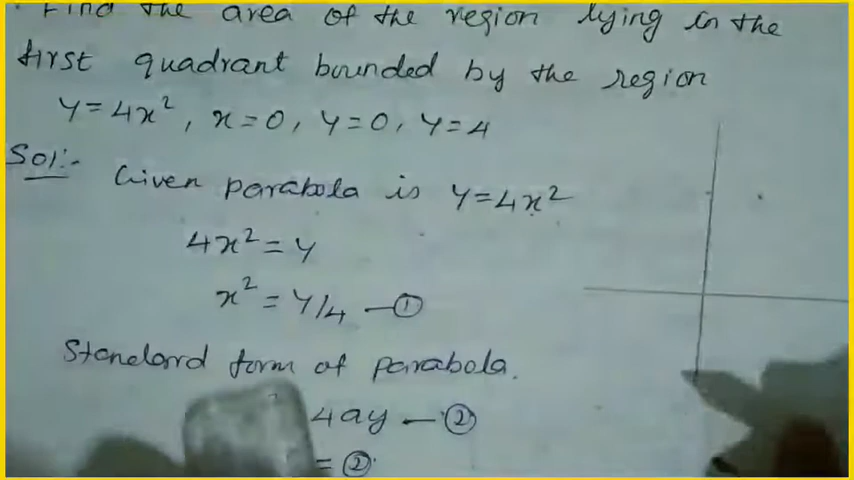 Find the area of the region lying in the
first quadrant bounded by the region
y=4x², x=0, y=0, y=4
Sol:-
Given parabola is y=4x²
4x²=y
x²=y/4 —①
Standard form of parabola.
4ay —②
= ②.